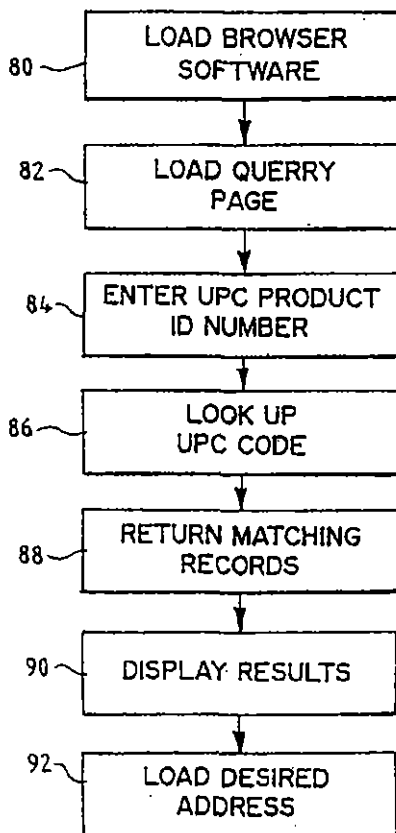 80
LOAD BROWSER
SOFTWARE
82
LOAD QUERRY
PAGE
84
ENTER UPC PRODUCT
ID NUMBER
86
LOOK UP
UPC CODE
88
RETURN MATCHING
RECORDS
90
DISPLAY RESULTS
92
LOAD DESIRED
ADDRESS